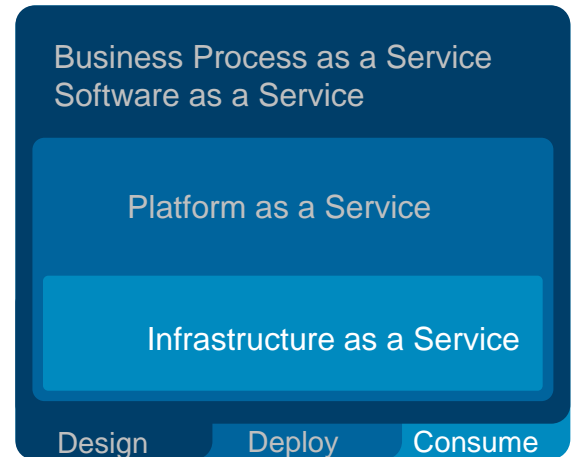 Business Process as a Service
Software as a Service
Platform as a Service
Infrastructure as a Service
Design Deploy Consume